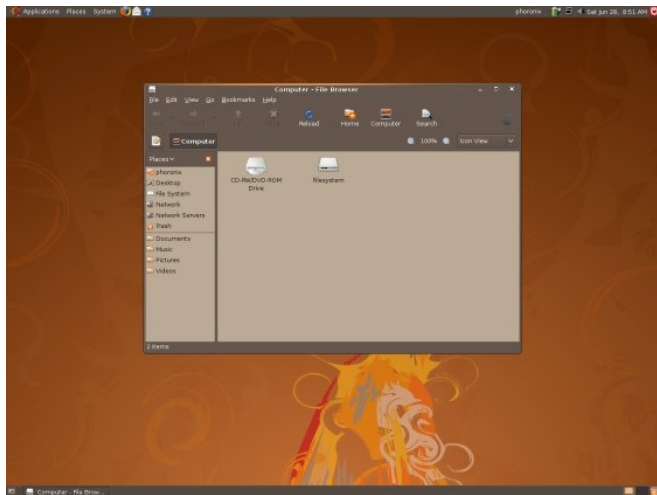 Applications Places System phoronix Sat Jun 28, 8:51 AM
Computer - File Browser
File Edit View Go Bookmarks Help
Reload Home Computer Search
Computer 100% Icon View
Places
phoronix
Desktop
File System
Network
Network Servers
Trash
Documents
Music
Pictures
Videos
CD-RW/DVD-ROM Drive
Filesystem
2 items
Computer - File Brow...